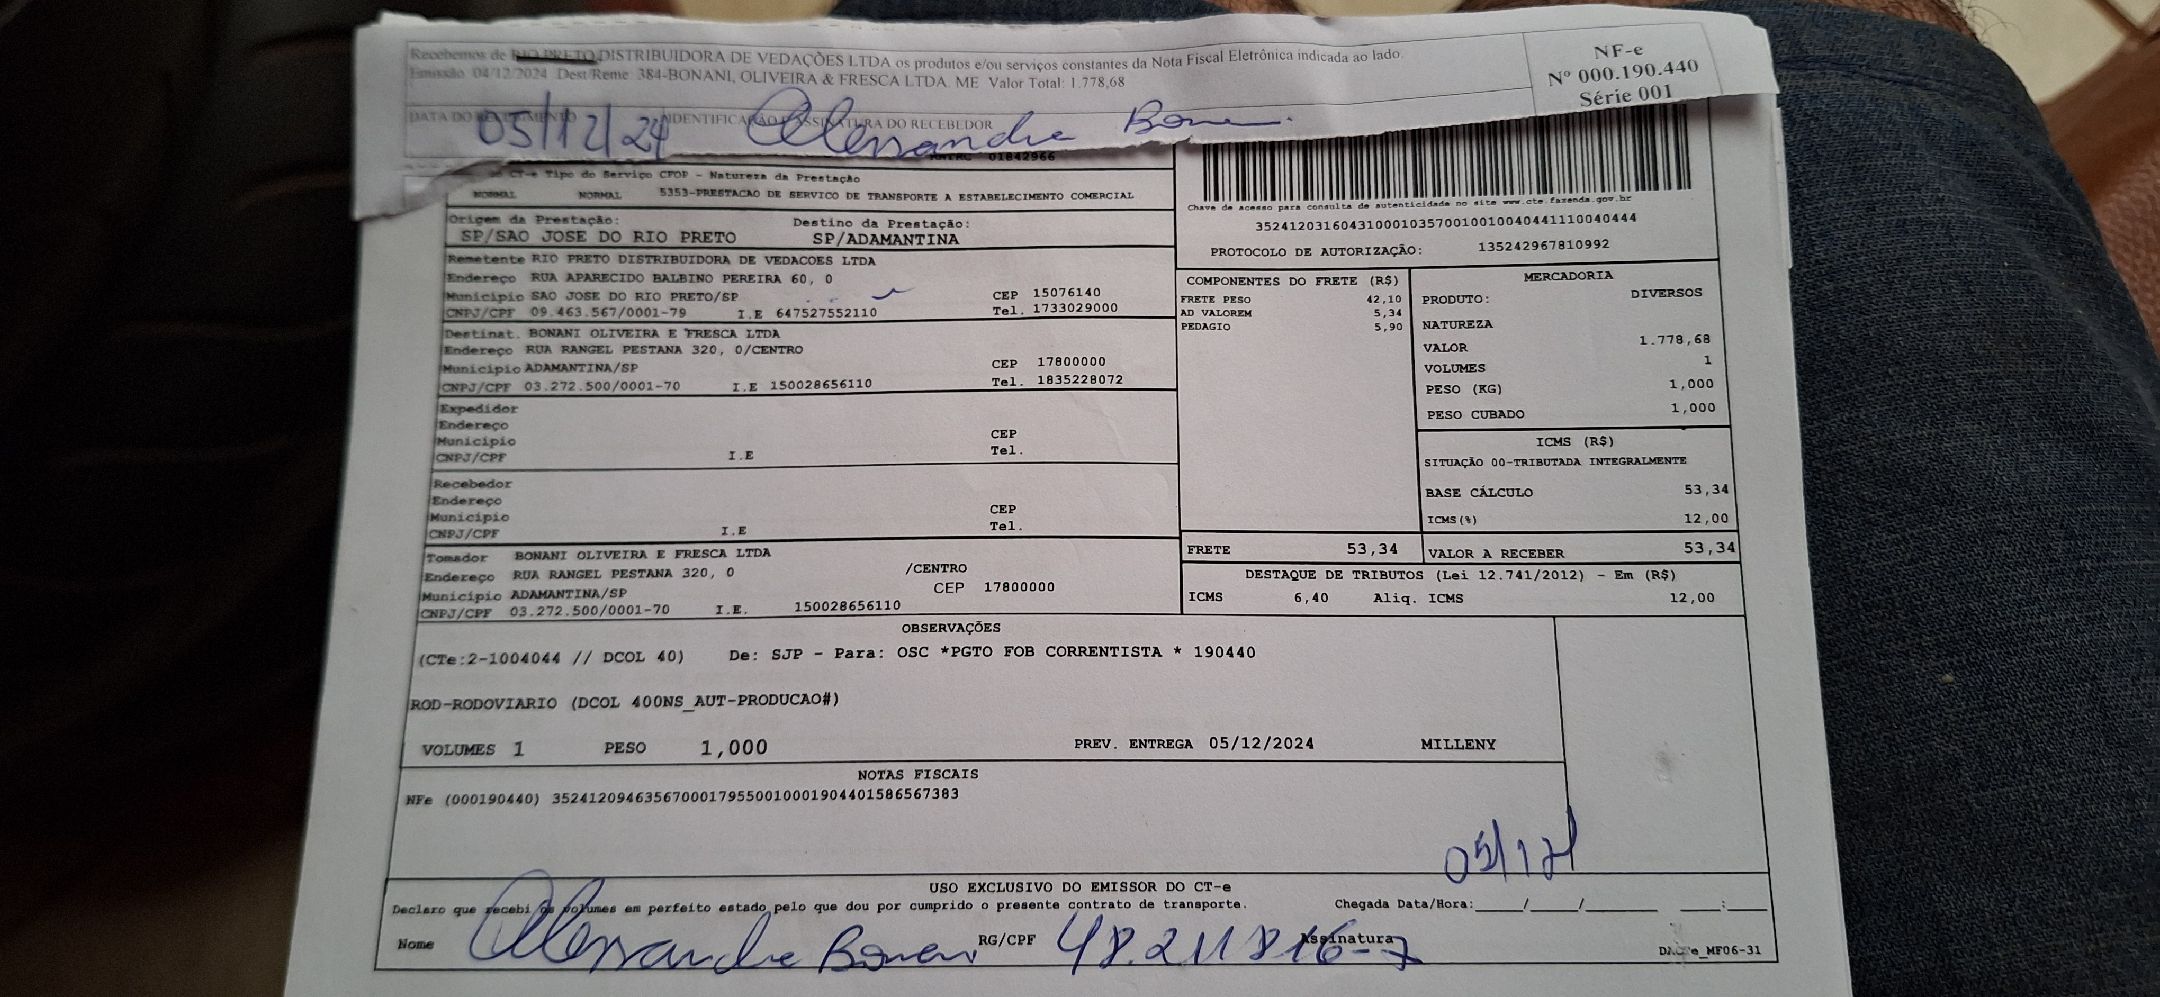 Recebemos de RIO PRETO DISTRIBUIDORA DE VEDAÇÕES LTDA os produtos e/ou serviços constantes da Nota Fiscal Eletrônica indicada ao lado.
Emissão 04/12/2024 Dest/Reme: 384-BONANI, OLIVEIRA & FRESCA LTDA. ME Valor Total: 1.778,68
NF-e
Nº 000.190.440
Série 001
DATA DO RECEBIMENTO IDENTIFICAÇÃO E ASSINATURA DO RECEBEDOR
05/12/24 Alessandra
RNTRC 01842966
CT-e Tipo do Serviço CFOP - Natureza da Prestação
NORMAL NORMAL 5353-PRESTACAO DE SERVICO DE TRANSPORTE A ESTABELECIMENTO COMERCIAL
Chave de acesso para consulta de autenticidade no site www.cte.fazenda.gov.br
35241203160431000103570010010040441110040444
PROTOCOLO DE AUTORIZAÇÃO: 135242967810992
Origem da Prestação: Destino da Prestação:
SP/SAO JOSE DO RIO PRETO SP/ADAMANTINA
Remetente RIO PRETO DISTRIBUIDORA DE VEDACOES LTDA
Endereço RUA APARECIDO BALBINO PEREIRA 60, 0
Município SAO JOSE DO RIO PRETO/SP CEP 15076140
CNPJ/CPF 09.463.567/0001-79 I.E 647527552110 Tel. 1733029000
Destinat. BONANI OLIVEIRA E FRESCA LTDA
Endereço RUA RANGEL PESTANA 320, 0/CENTRO
Município ADAMANTINA/SP CEP 17800000
CNPJ/CPF 03.272.500/0001-70 I.E 150028656110 Tel. 1835228072
Expedidor
Endereço
Município CEP
CNPJ/CPF I.E Tel.
Recebedor
Endereço
Município CEP
CNPJ/CPF I.E Tel.
Tomador BONANI OLIVEIRA E FRESCA LTDA
Endereço RUA RANGEL PESTANA 320, 0 /CENTRO
Município ADAMANTINA/SP CEP 17800000
CNPJ/CPF 03.272.500/0001-70 I.E. 150028656110
COMPONENTES DO FRETE (R$)
FRETE PESO 42,10
AD VALOREM 5,34
PEDAGIO 5,90
MERCADORIA
PRODUTO: DIVERSOS
NATUREZA
VALOR 1.778,68
VOLUMES 1
PESO (KG) 1,000
PESO CUBADO 1,000
ICMS (R$)
SITUAÇÃO 00-TRIBUTADA INTEGRALMENTE
BASE CÁLCULO 53,34
ICMS(%) 12,00
FRETE 53,34 VALOR A RECEBER 53,34
DESTAQUE DE TRIBUTOS (Lei 12.741/2012) - Em (R$)
ICMS 6,40 Aliq. ICMS 12,00
OBSERVAÇÕES
(CTe:2-1004044 // DCOL 40) De: SJP - Para: OSC *PGTO FOB CORRENTISTA * 190440
ROD-RODOVIARIO (DCOL 400NS_AUT-PRODUCAO#)
VOLUMES 1 PESO 1,000 PREV. ENTREGA 05/12/2024 MILLENY
NOTAS FISCAIS
NFe (000190440) 35241209463567000179550010001904401586567383
05/12/
USO EXCLUSIVO DO EMISSOR DO CT-e
Declaro que recebi os volumes em perfeito estado pelo que dou por cumprido o presente contrato de transporte. Chegada Data/Hora:____/____/______ ____:____
Nome Alessandra RG/CPF 48.211816-7 Assinatura